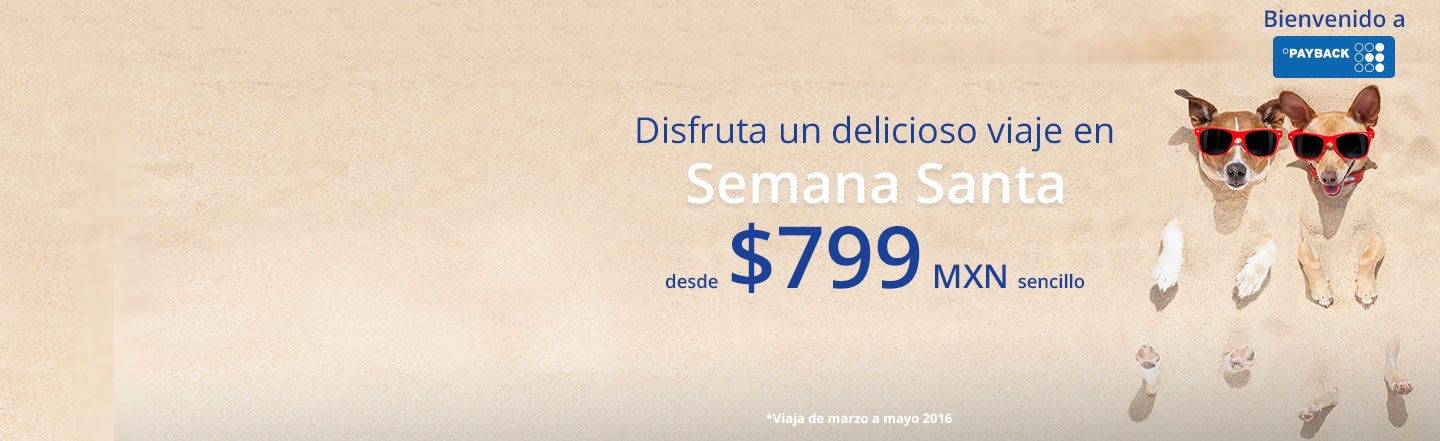 Bienvenido a
PAYBACK
Disfruta un delicioso viaje en
Semana Santa
desde $799 MXN sencillo
*Viaja de marzo a mayo 2016